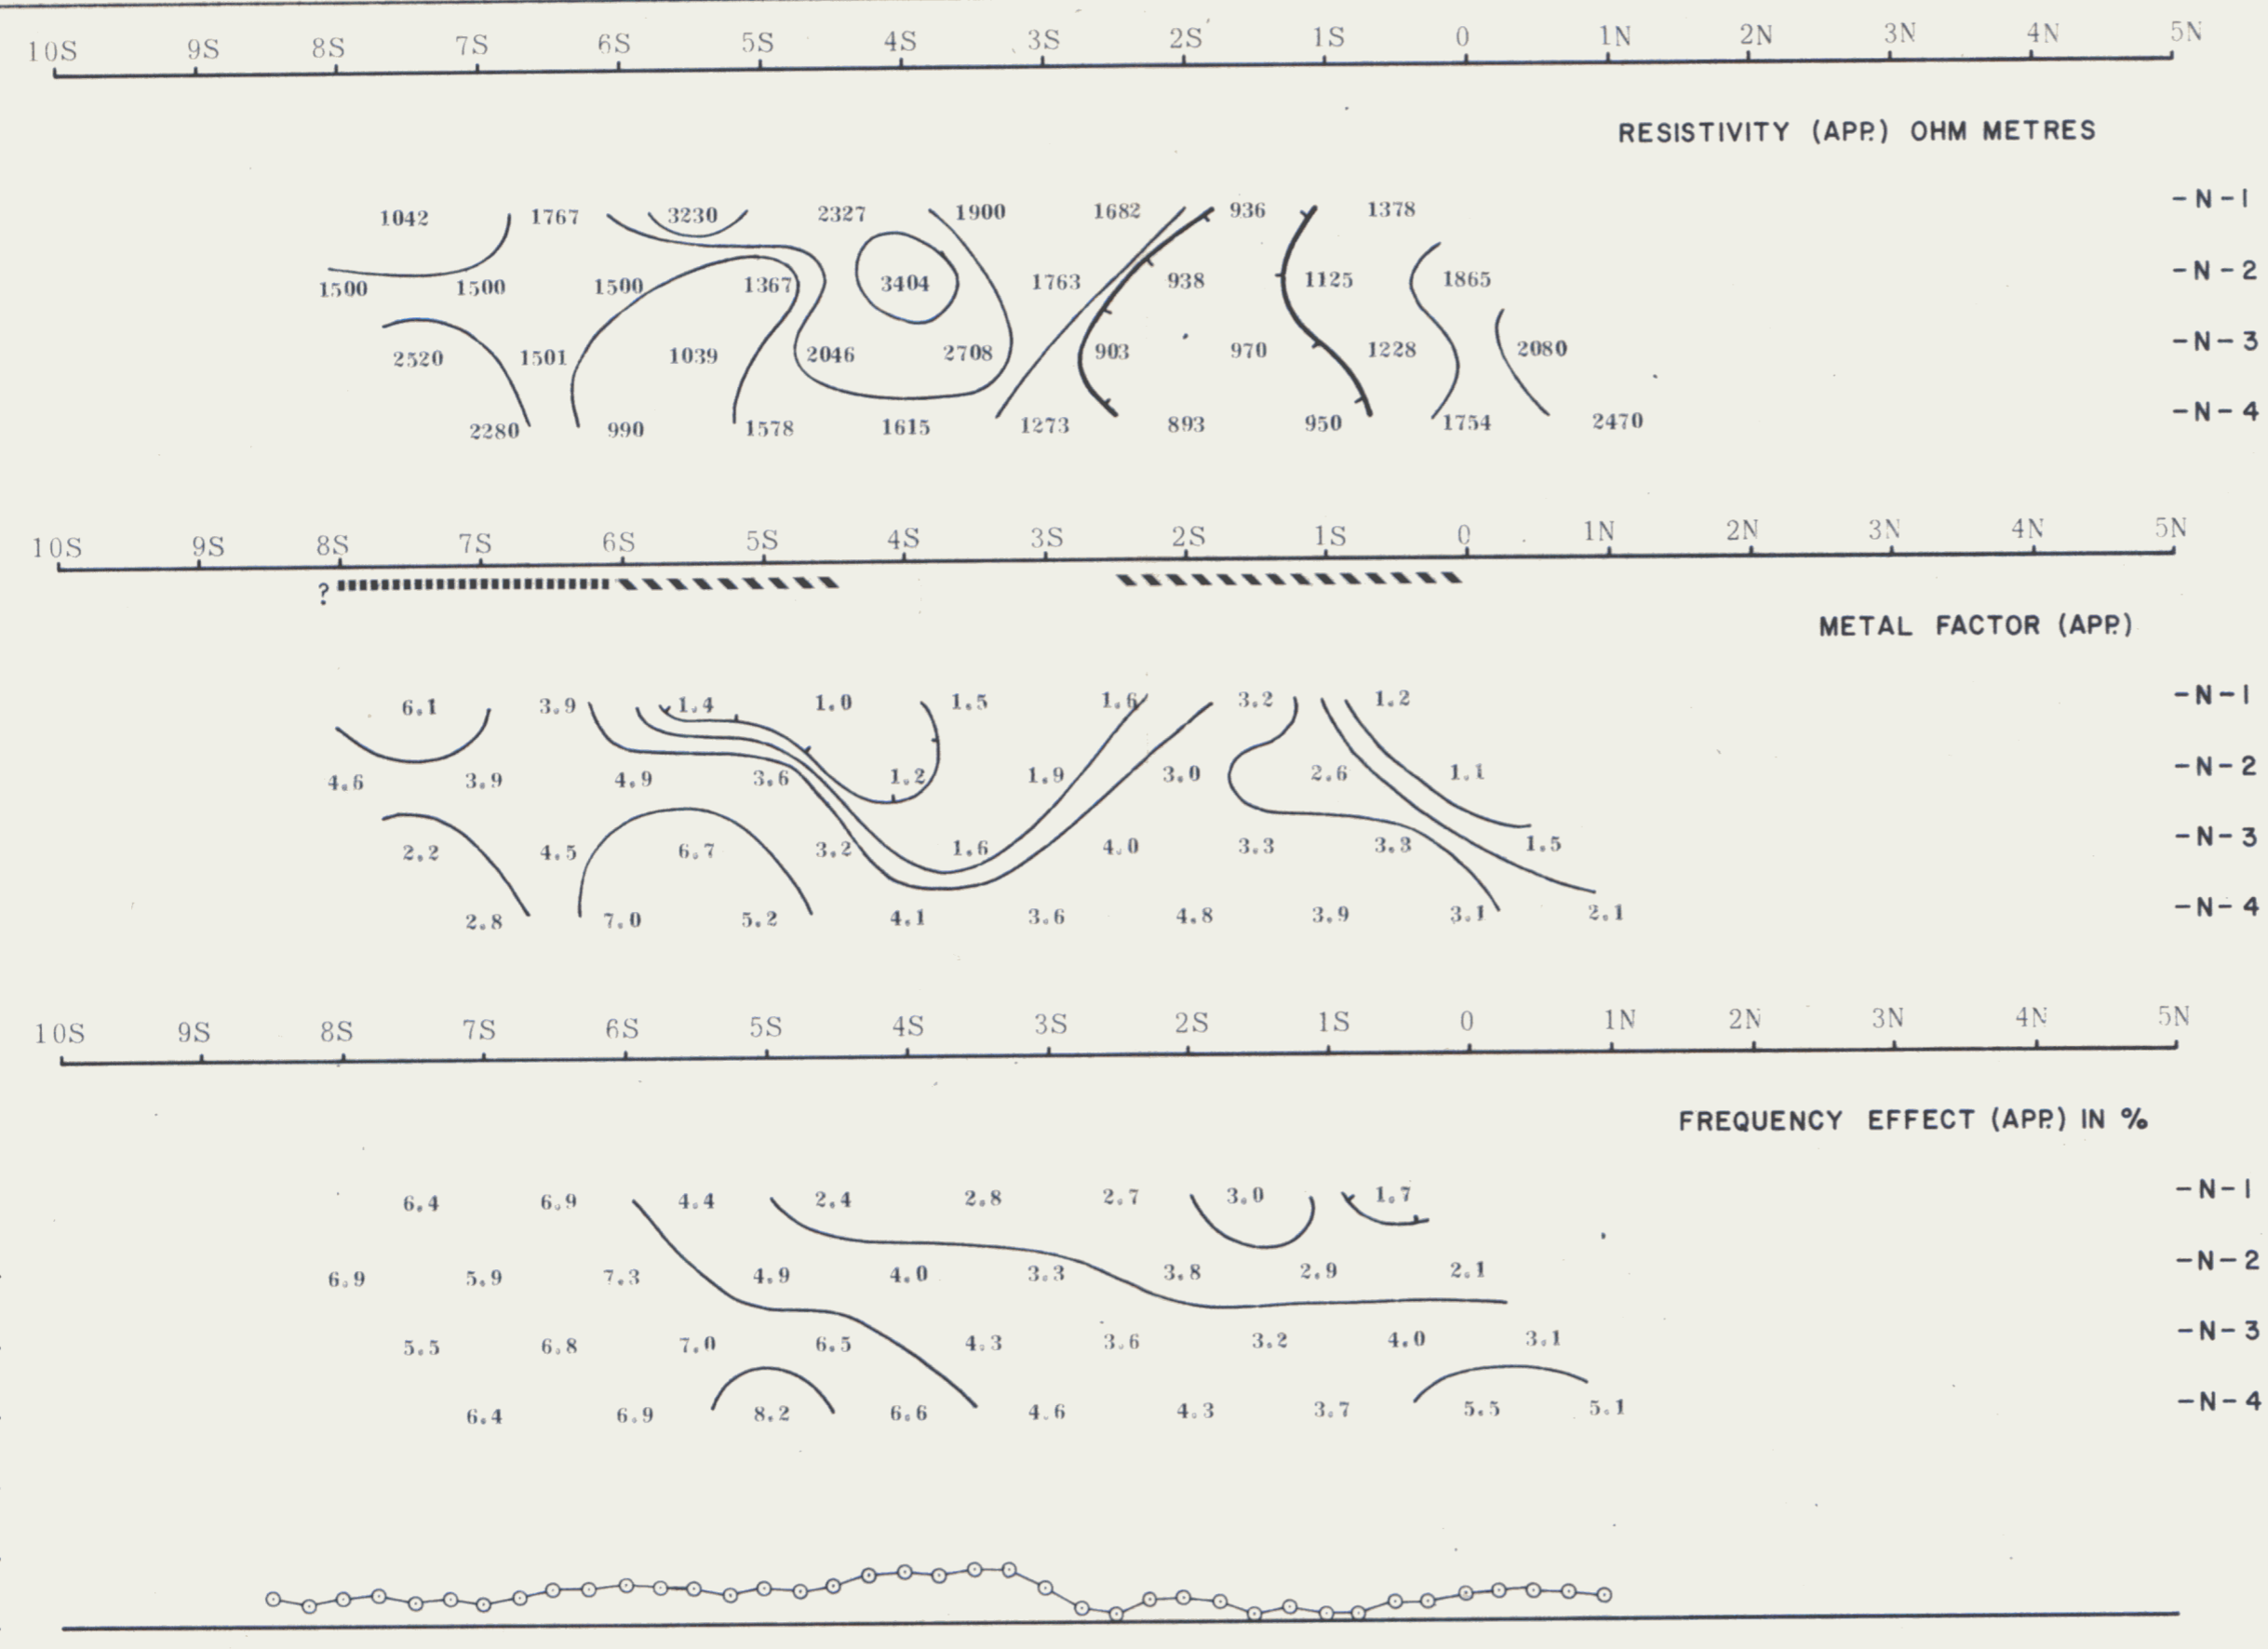 10S 9S 8S 7S 6S 5S 4S 3S 2S 1S 0 1N 2N 3N 4N 5N
RESISTIVITY (APP.) OHM METRES
1042 1767 3230 2327 1900 1682 936 1378 -N-1
1500 1500 1500 1367 3404 1763 938 1125 1865 -N-2
2520 1501 1039 2046 2708 903 970 1228 2080 -N-3
2280 990 1578 1615 1273 893 950 1754 2470 -N-4
10S 9S 8S 7S 6S 5S 4S 3S 2S 1S 0 1N 2N 3N 4N 5N
?
METAL FACTOR (APP.)
6.1 3.9 1.4 1.0 1.5 1.6 3.2 1.2 -N-1
4.6 3.9 4.9 3.6 1.2 1.9 3.0 2.6 1.1 -N-2
2.2 4.5 6.7 3.2 1.6 4.0 3.3 3.3 1.5 -N-3
2.8 7.0 5.2 4.1 3.6 4.8 3.9 3.1 2.1 -N-4
10S 9S 8S 7S 6S 5S 4S 3S 2S 1S 0 1N 2N 3N 4N 5N
FREQUENCY EFFECT (APP.) IN %
6.4 6.9 4.4 2.4 2.8 2.7 3.0 1.7 -N-1
6.9 5.9 7.3 4.9 4.0 3.3 3.8 2.9 2.1 -N-2
5.5 6.8 7.0 6.5 4.3 3.6 3.2 4.0 3.1 -N-3
6.4 6.9 8.2 6.6 4.6 4.3 3.7 5.5 5.1 -N-4